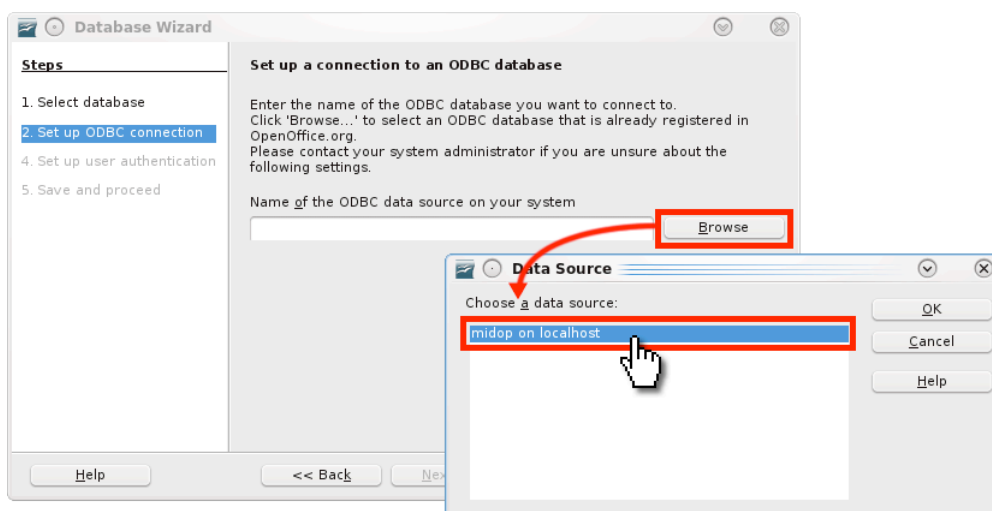 Database Wizard
Steps
1. Select database
2. Set up ODBC connection
4. Set up user authentication
5. Save and proceed
Set up a connection to an ODBC database
Enter the name of the ODBC database you want to connect to.
Click 'Browse...' to select an ODBC database that is already registered in
OpenOffice.org.
Please contact your system administrator if you are unsure about the
following settings.
Name of the ODBC data source on your system
Browse
Data Source
Choose a data source:
midop on localhost
OK
Cancel
Help
Help
<< Back